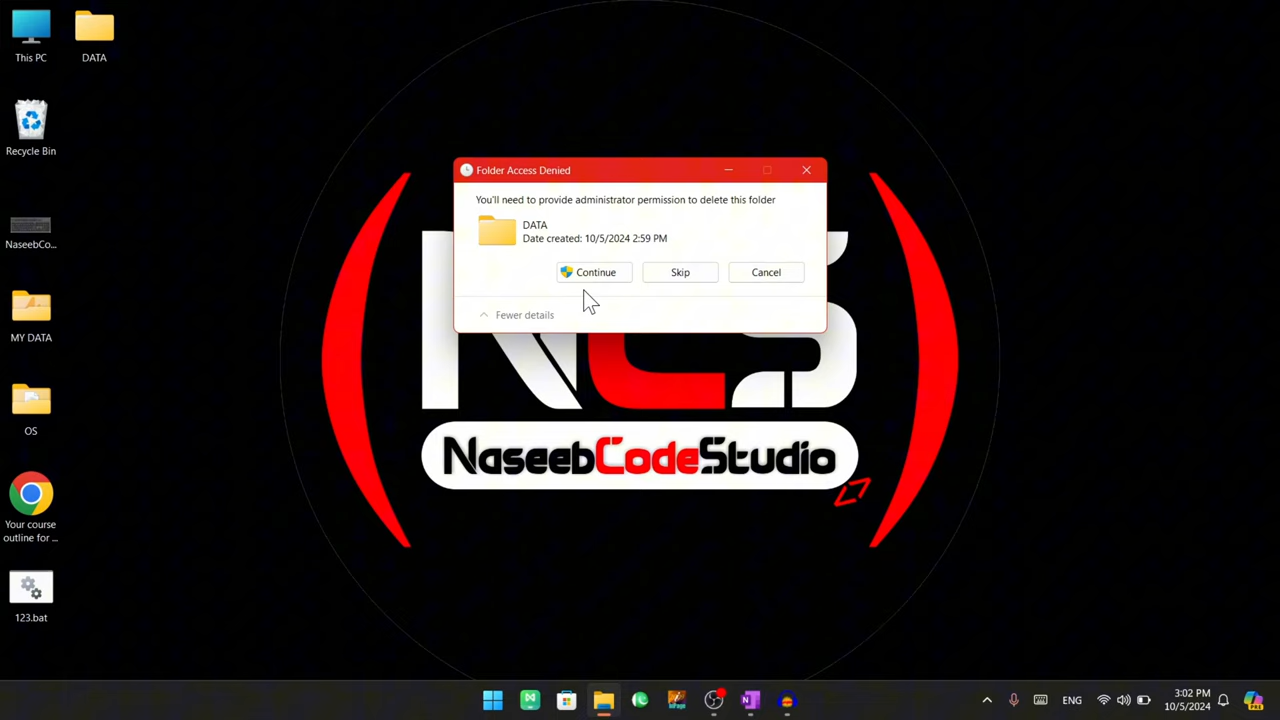 This PC
DATA
Recycle Bin
NaseebCo...
MY DATA
OS
Your course
outline for ...
123.bat
Folder Access Denied
You'll need to provide administrator permission to delete this folder
DATA
Date created: 10/5/2024 2:59 PM
Continue
Skip
Cancel
Fewer details
NCS
NaseebCodeStudio
ENG
3:02 PM
10/5/2024